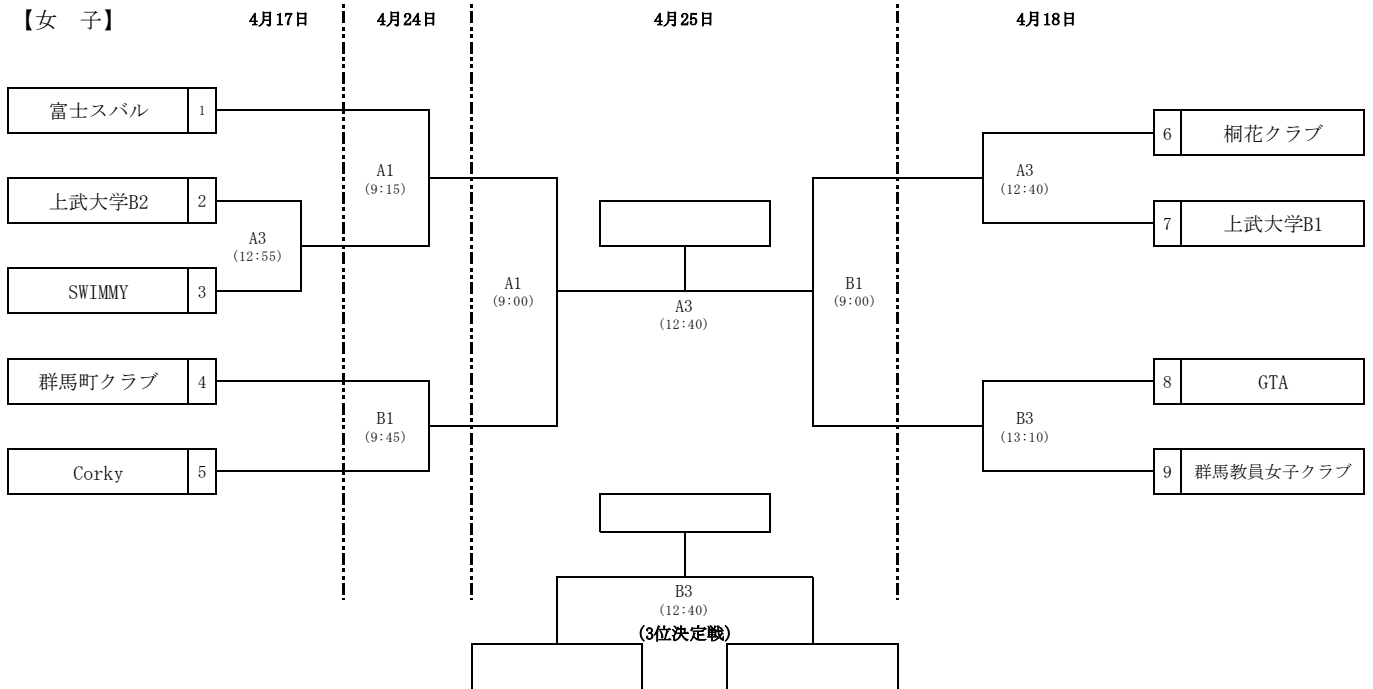 【女　子】
4月17日
4月24日
4月25日
4月18日
富士スバル 1
上武大学B2 2
SWIMMY 3
群馬町クラブ 4
Corky 5
A3
(12:55)
A1
(9:15)
B1
(9:45)
A1
(9:00)
A3
(12:40)
B1
(9:00)
A3
(12:40)
B3
(13:10)
6 桐花クラブ
7 上武大学B1
8 GTA
9 群馬教員女子クラブ
B3
(12:40)
(3位決定戦)